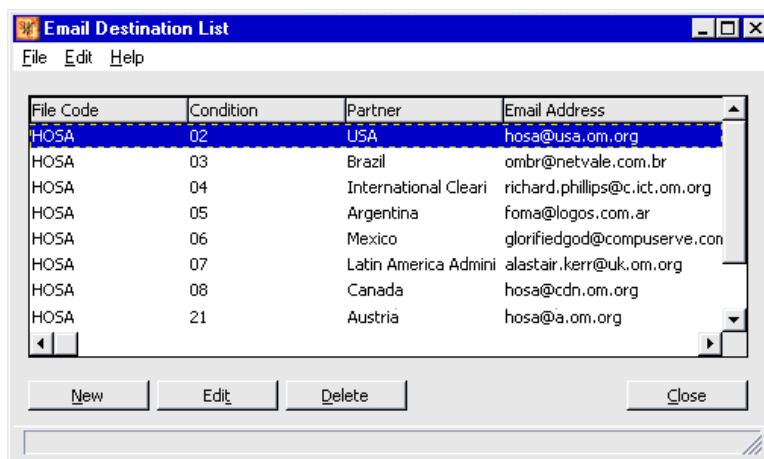 Email Destination List
File Edit Help
File Code Condition Partner Email Address
HOSA 02 USA hosa@usa.om.org
HOSA 03 Brazil ombr@netvale.com.br
HOSA 04 International Cleari richard.phillips@c.ict.om.org
HOSA 05 Argentina foma@logos.com.ar
HOSA 06 Mexico glorifiedgod@compuserve.con
HOSA 07 Latin America Admini alastair.kerr@uk.om.org
HOSA 08 Canada hosa@cdn.om.org
HOSA 21 Austria hosa@a.om.org
New Edit Delete Close